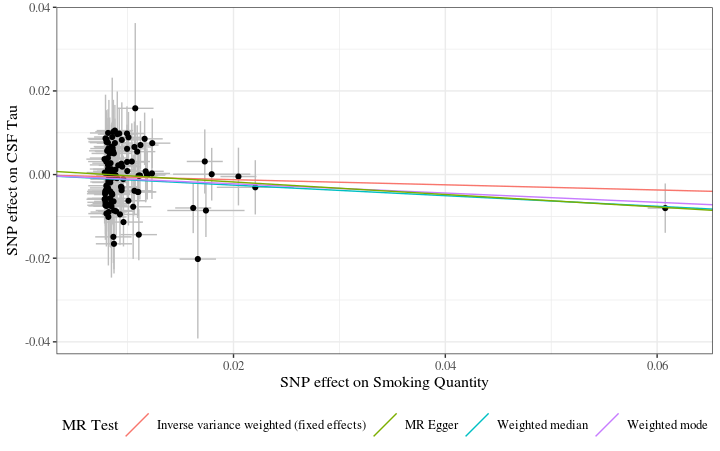 0.04
0.02
0.00
-0.02
-0.04
SNP effect on CSF Tau
0.02 0.04 0.06
SNP effect on Smoking Quantity
MR Test Inverse variance weighted (fixed effects) MR Egger Weighted median Weighted mode